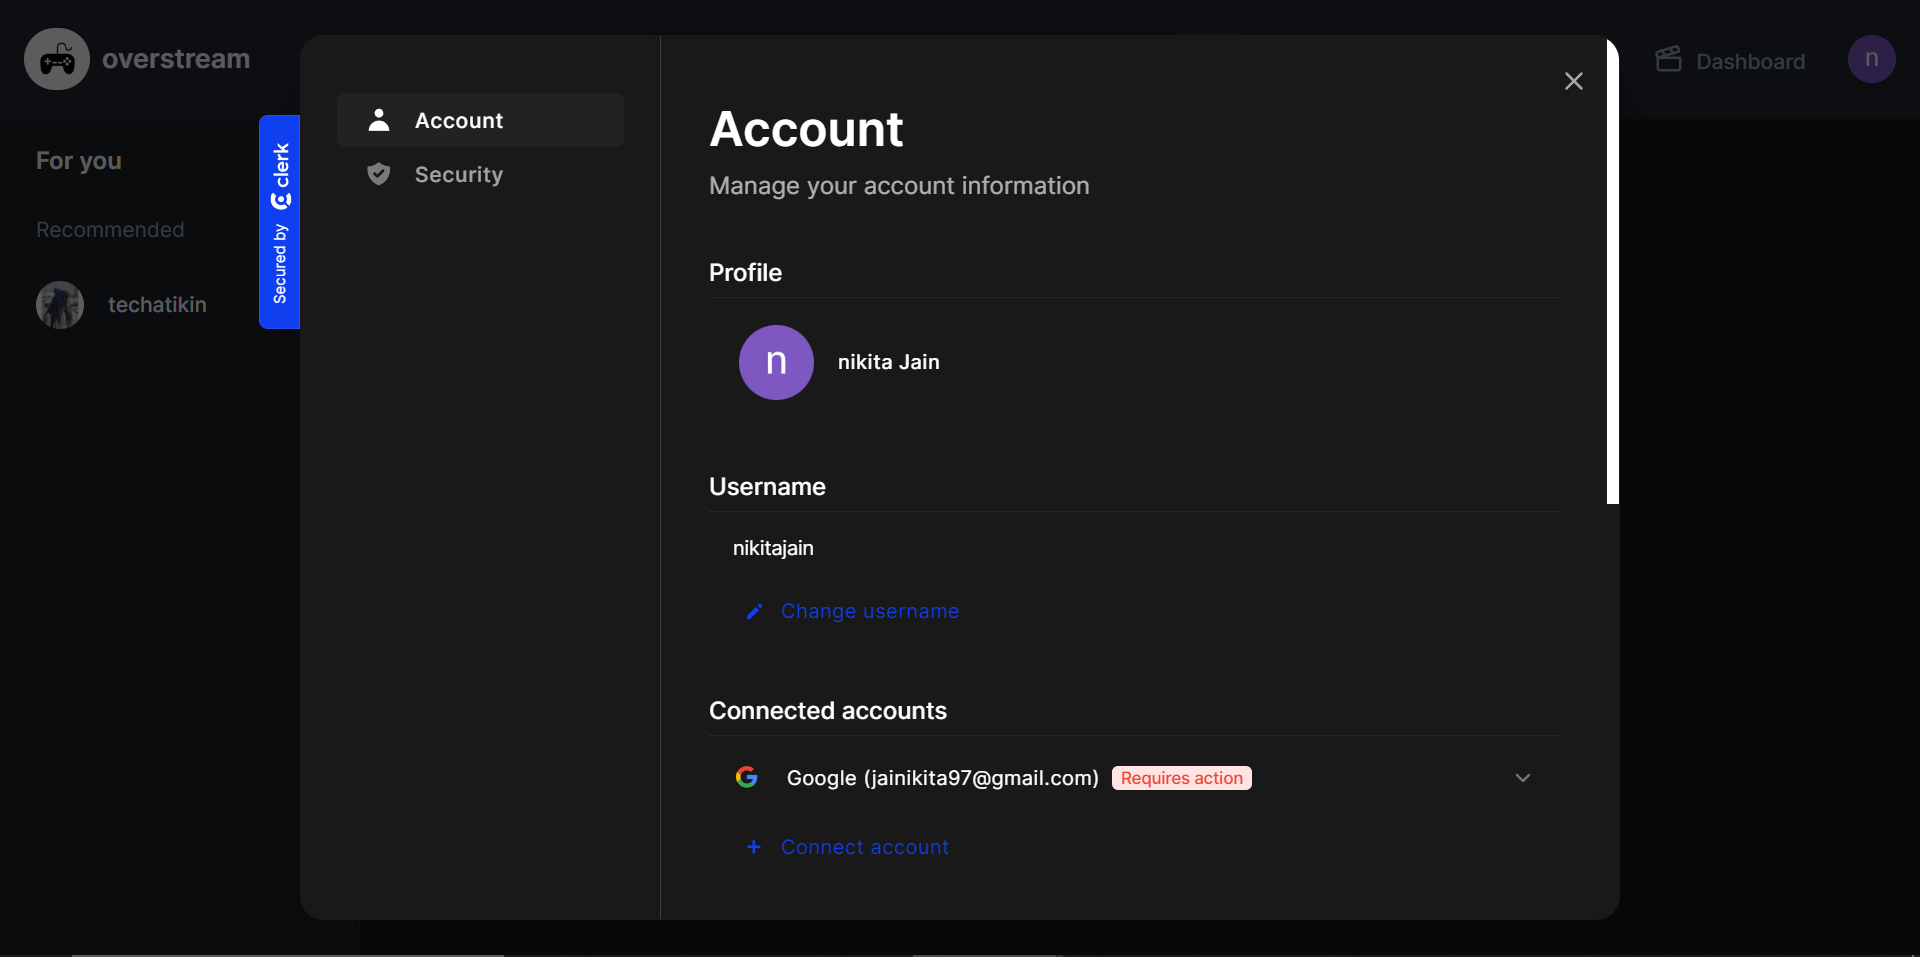 overstream
Dashboard
n
For you
Recommended
techatikin
Secured by clerk
Account
Security
Account
Manage your account information
Profile
n
nikita Jain
Username
nikitajain
Change username
Connected accounts
Google (jainikita97@gmail.com) Requires action
Connect account